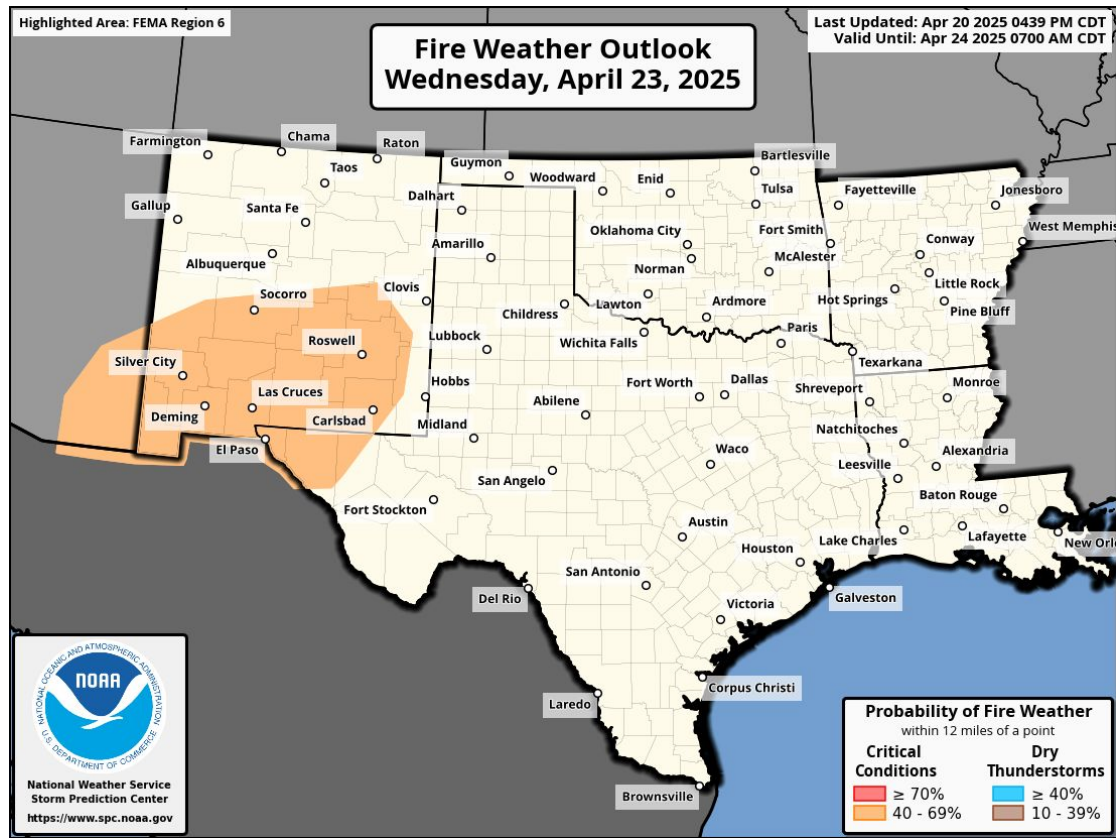 Highlighted Area: FEMA Region 6
Last Updated: Apr 20 2025 0439 PM CDT
Valid Until: Apr 24 2025 0700 AM CDT
Fire Weather Outlook
Wednesday, April 23, 2025
Farmington
Chama
Raton
Taos
Guymon
Woodward
Enid
Bartlesville
Tulsa
Fayetteville
Jonesboro
Gallup
Santa Fe
Dalhart
Oklahoma City
Fort Smith
West Memphis
Albuquerque
Amarillo
Norman
McAlester
Conway
Little Rock
Socorro
Clovis
Childress
Lawton
Ardmore
Hot Springs
Pine Bluff
Roswell
Lubbock
Wichita Falls
Paris
Texarkana
Silver City
Las Cruces
Hobbs
Fort Worth
Dallas
Shreveport
Monroe
Deming
Carlsbad
Abilene
Midland
Natchitoches
El Paso
Waco
Alexandria
San Angelo
Leesville
Baton Rouge
Fort Stockton
Austin
Lake Charles
Lafayette
New Orl
Houston
San Antonio
Del Rio
Galveston
Victoria
Corpus Christi
Laredo
Brownsville
NATIONAL OCEANIC AND ATMOSPHERIC ADMINISTRATION
NOAA
U.S. DEPARTMENT OF COMMERCE
National Weather Service
Storm Prediction Center
https://www.spc.noaa.gov
Probability of Fire Weather
within 12 miles of a point
Critical Conditions
≥ 70%
40 - 69%
Dry Thunderstorms
≥ 40%
10 - 39%